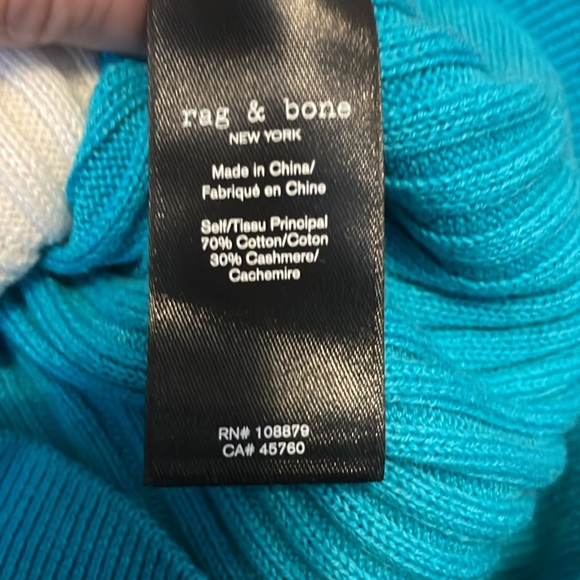 rag & bone
NEW YORK
Made in China/
Fabriqué en Chine
Self/Tissu Principal
70% Cotton/Coton
30% Cashmere/
Cachemire
RN# 108879
CA# 45760